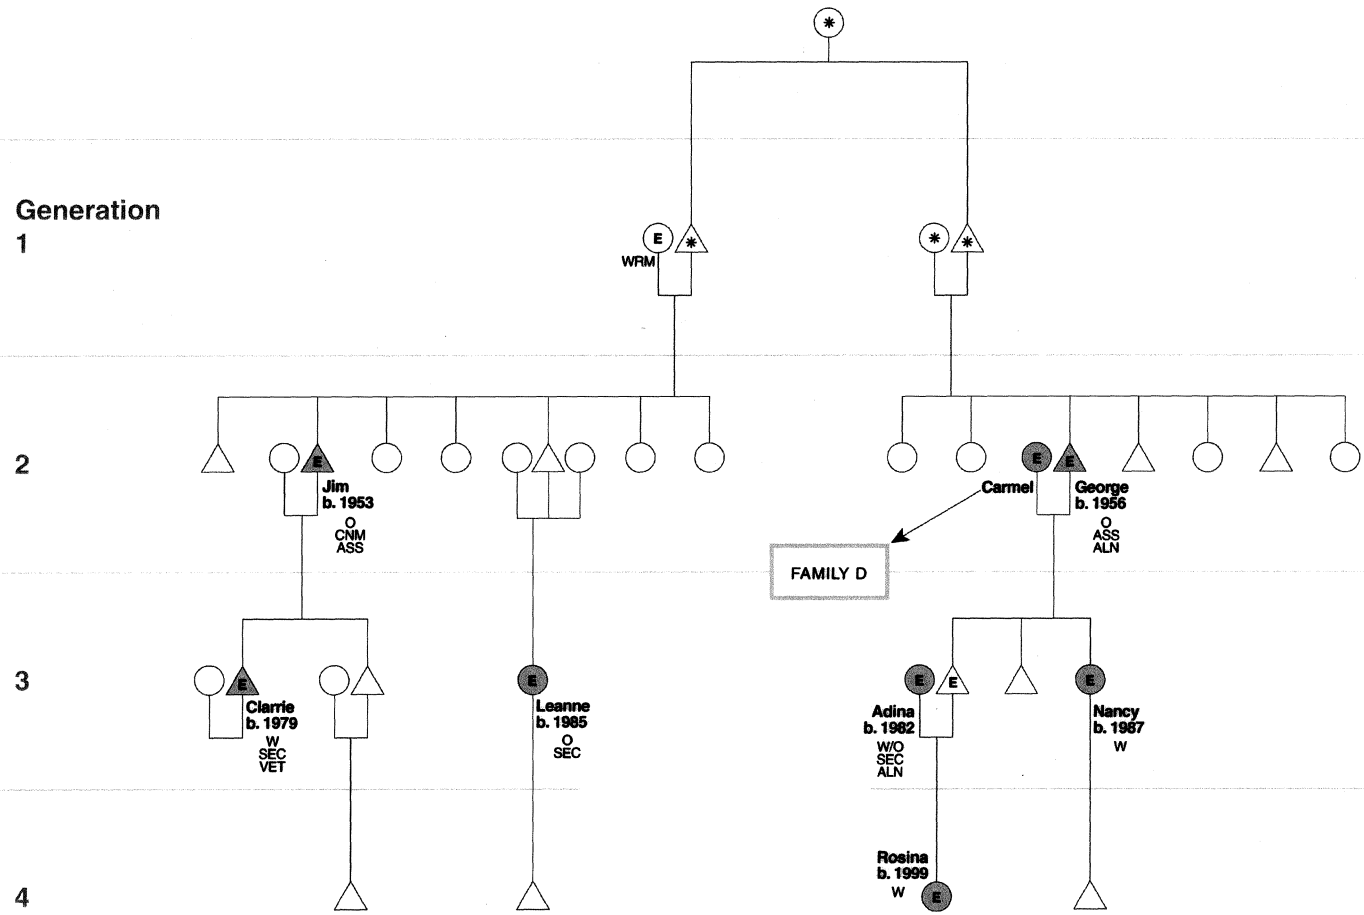 *
Generation
1
E
*
*
*
WRM
2
E
E
E
Jim
b. 1953
O
CNM
ASS
Carmel
George
b. 1956
O
ASS
ALN
FAMILY D
3
E
E
E
E
E
Clarrie
b. 1979
W
SEC
VET
Leanne
b. 1985
O
SEC
Adina
b. 1982
W/O
SEC
ALN
Nancy
b. 1987
W
Rosina
b. 1999
W
E
4